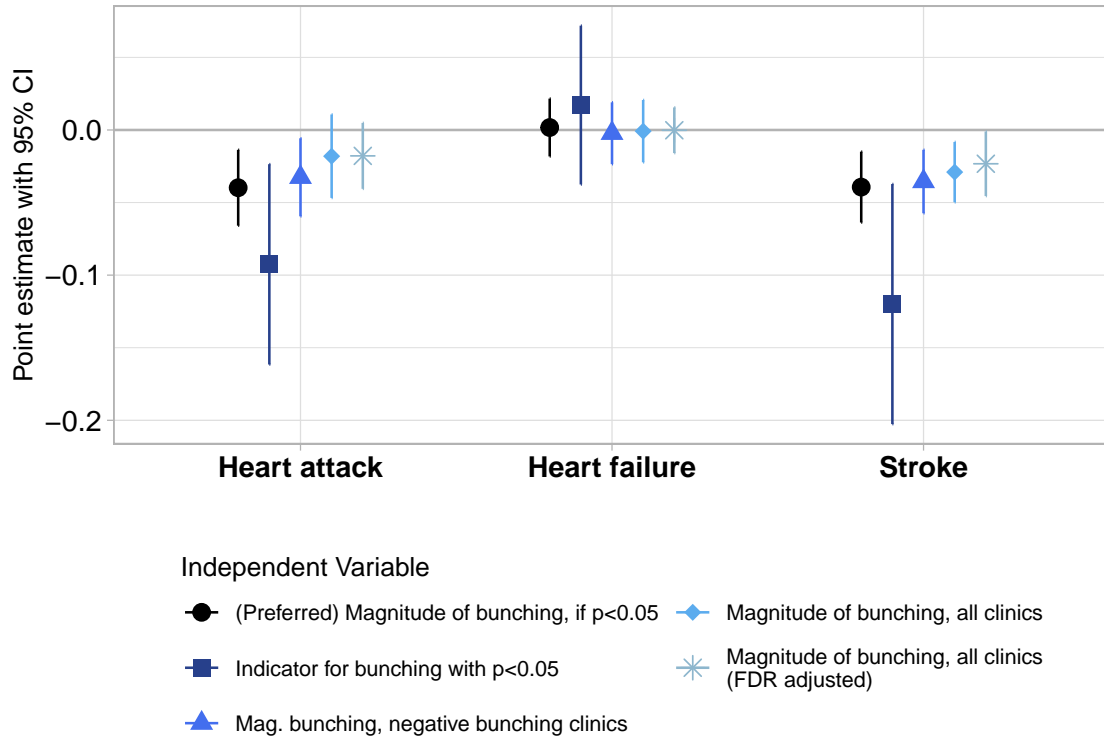 Point estimate with 95% CI
0.0
−0.1
−0.2
Heart attack
Heart failure
Stroke
Independent Variable
(Preferred) Magnitude of bunching, if p<0.05
Magnitude of bunching, all clinics
Indicator for bunching with p<0.05
Magnitude of bunching, all clinics
(FDR adjusted)
Mag. bunching, negative bunching clinics